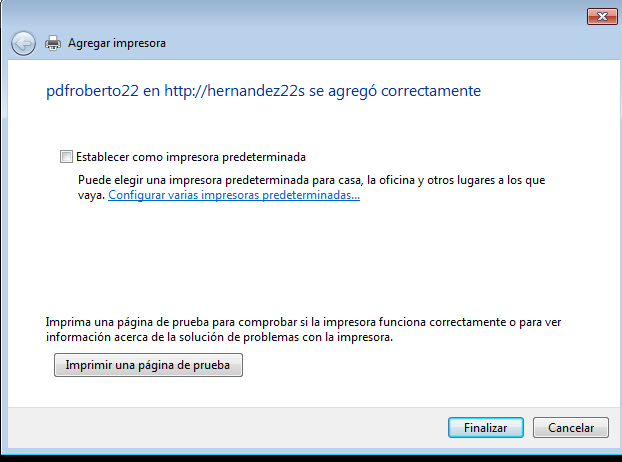 Agregar impresora
pdfroberto22 en http://hernandez22s se agregó correctamente
Establecer como impresora predeterminada
Puede elegir una impresora predeterminada para casa, la oficina y otros lugares a los que
vaya. Configurar varias impresoras predeterminadas...
Imprima una página de prueba para comprobar si la impresora funciona correctamente o para ver
información acerca de la solución de problemas con la impresora.
Imprimir una página de prueba
Finalizar Cancelar